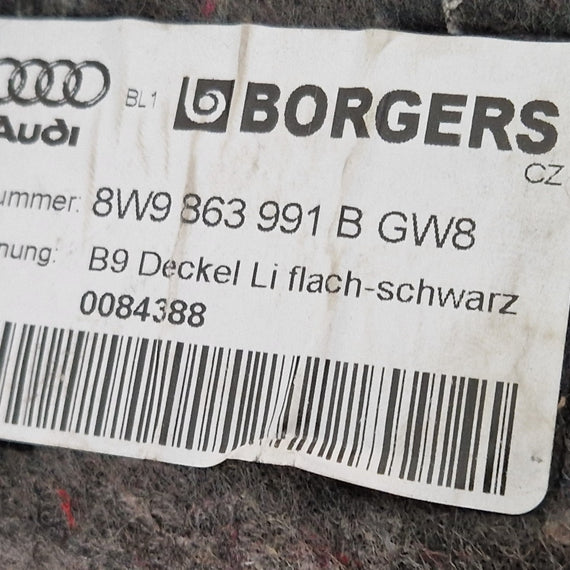 BL1 BORGERS
Audi
CZ
ummer: 8W9 863 991 B GW8
nung: B9 Deckel Li flach-schwarz
0084388